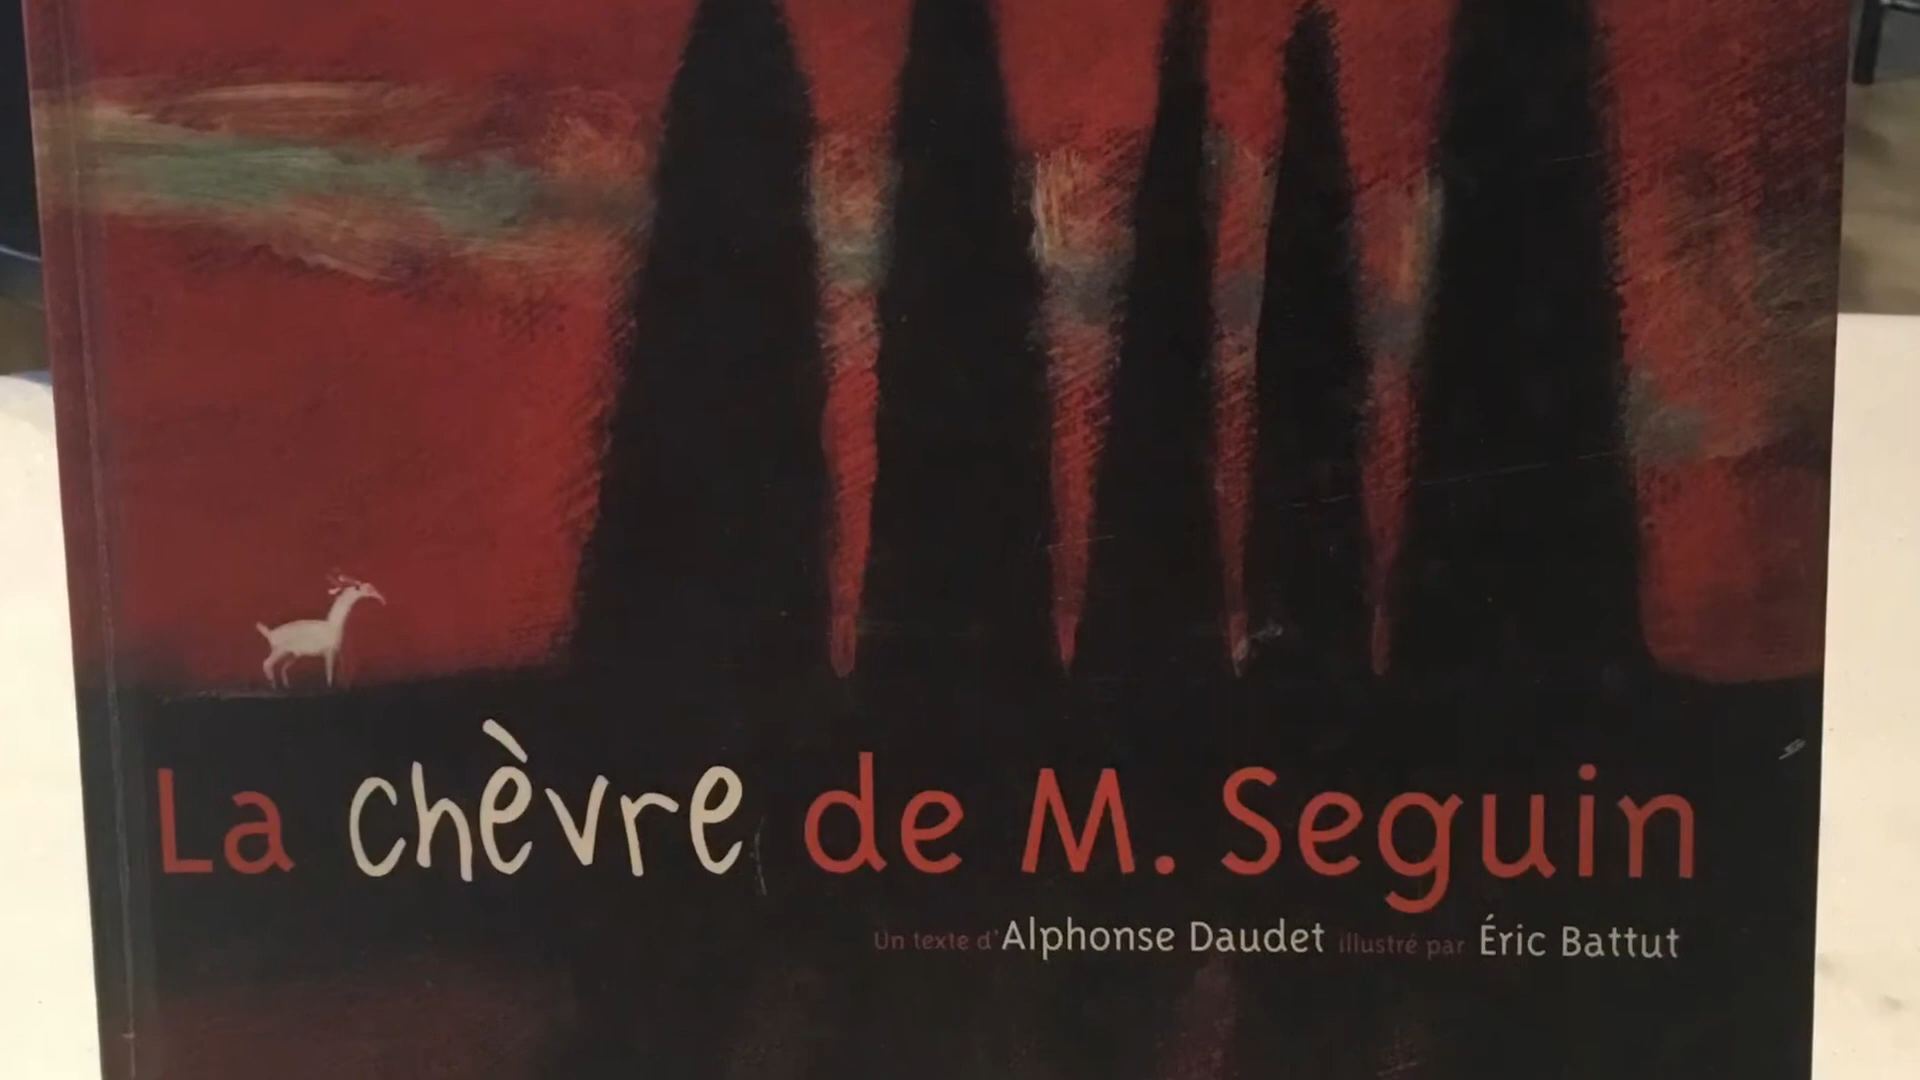 La chèvre de M. Seguin
Un texte d'Alphonse Daudet illustré par Éric Battut